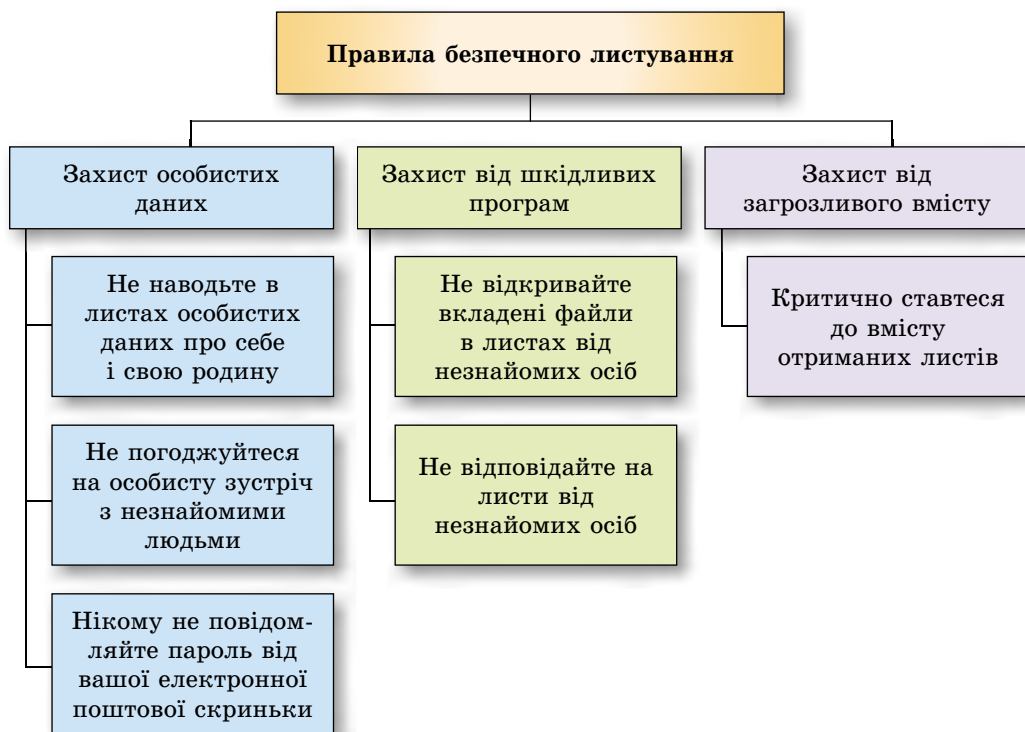 Правила безпечного листування
Захист особистих
даних
Не наводьте в
листах особистих
даних про себе
і свою родину
Не погоджуйтеся
на особисту зустріч
з незнайомими
людьми
Нікому не повідом-
ляйте пароль від
вашої електронної
поштової скриньки
Захист від шкідливих
програм
Не відкривайте
вкладені файли
в листах від
незнайомих осіб
Не відповідайте на
листи від
незнайомих осіб
Захист від
загрозливого вмісту
Критично ставтеся
до вмісту
отриманих листів